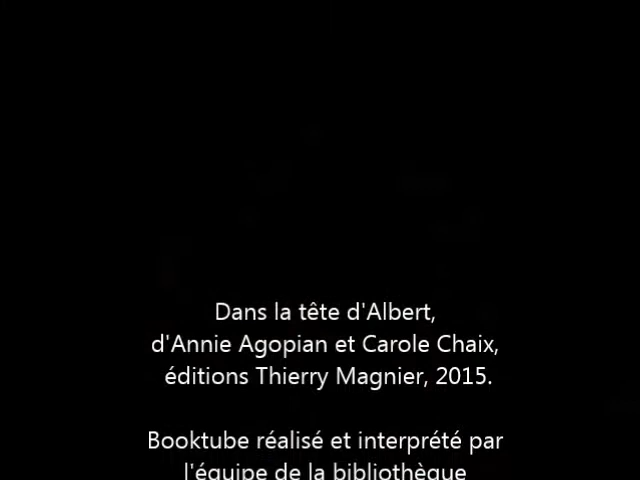 Dans la tête d'Albert,
d'Annie Agopian et Carole Chaix,
éditions Thierry Magnier, 2015.
Booktube réalisé et interprété par
l'équipe de la bibliothèque